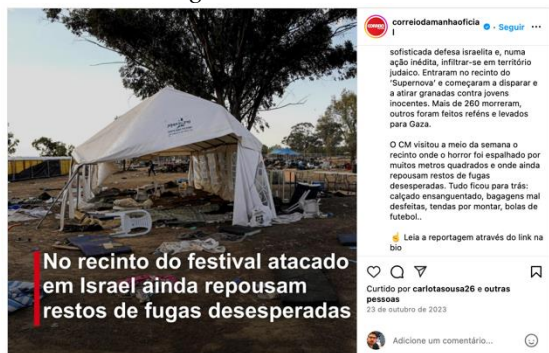 correiodamanhaoficia
l
• Seguir
sofisticada defesa israelita e, numa
ação inédita, infiltrar-se em território
judaico. Entraram no recinto do
'Supernova' e começaram a disparar e
a atirar granadas contra jovens
inocentes. Mais de 260 morreram,
outros foram feitos reféns e levados
para Gaza.
O CM visitou a meio da semana o
recinto onde o horror foi espalhado por
muitos metros quadrados e onde ainda
repousam restos de fugas
desesperadas. Tudo ficou para trás:
calçado ensanguentado, bagagens mal
desfeitas, tendas por montar, bolas de
futebol..
☝️ Leia a reportagem através do link na
bio
No recinto do festival atacado
em Israel ainda repousam
restos de fugas desesperadas
Curtido por carlotasousa26 e outras
pessoas
23 de outubro de 2023
Adicione um comentário...